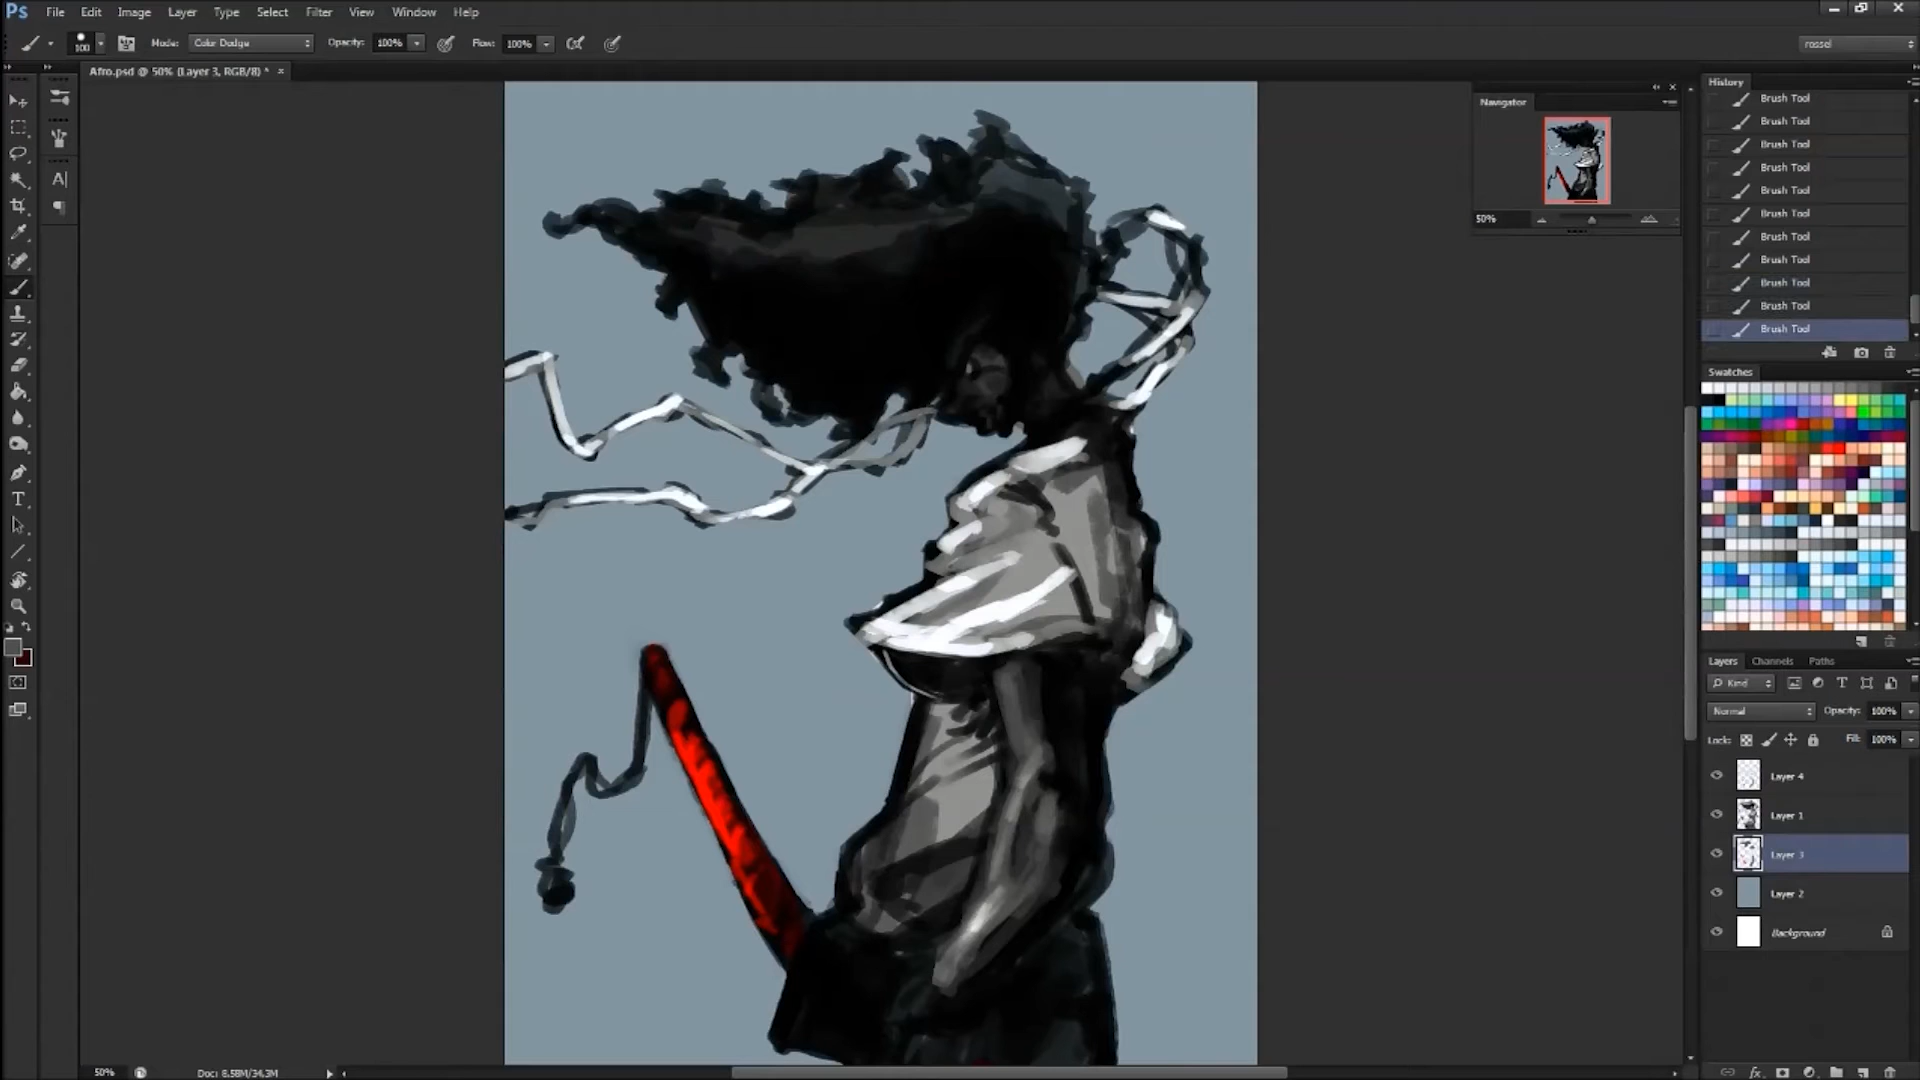 Ps File Edit Image Layer Type Select Filter View Window Help
100 Mode: Color Dodge Opacity: 100% Flow: 100% rossel
Afro.psd @ 50% (Layer 3, RGB/8) * ×
Navigator
50%
History
Brush Tool
Brush Tool
Brush Tool
Brush Tool
Brush Tool
Brush Tool
Brush Tool
Brush Tool
Brush Tool
Brush Tool
Brush Tool
Swatches
Layers Channels Paths
Kind
Normal Opacity: 100%
Lock: Fill: 100%
Layer 4
Layer 1
Layer 3
Layer 2
Background
50% Doc: 8.58M/34.3M